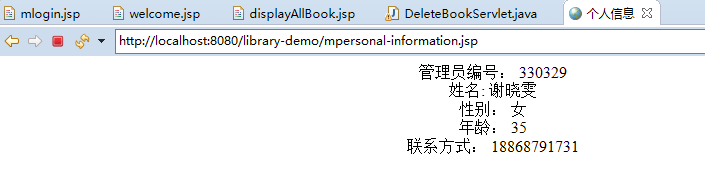 mlogin.jsp welcome.jsp displayAllBook.jsp DeleteBookServlet.java 个人信息
http://localhost:8080/library-demo/mpersonal-information.jsp
管理员编号： 330329
姓名:谢晓雯
性别： 女
年龄： 35
联系方式： 18868791731